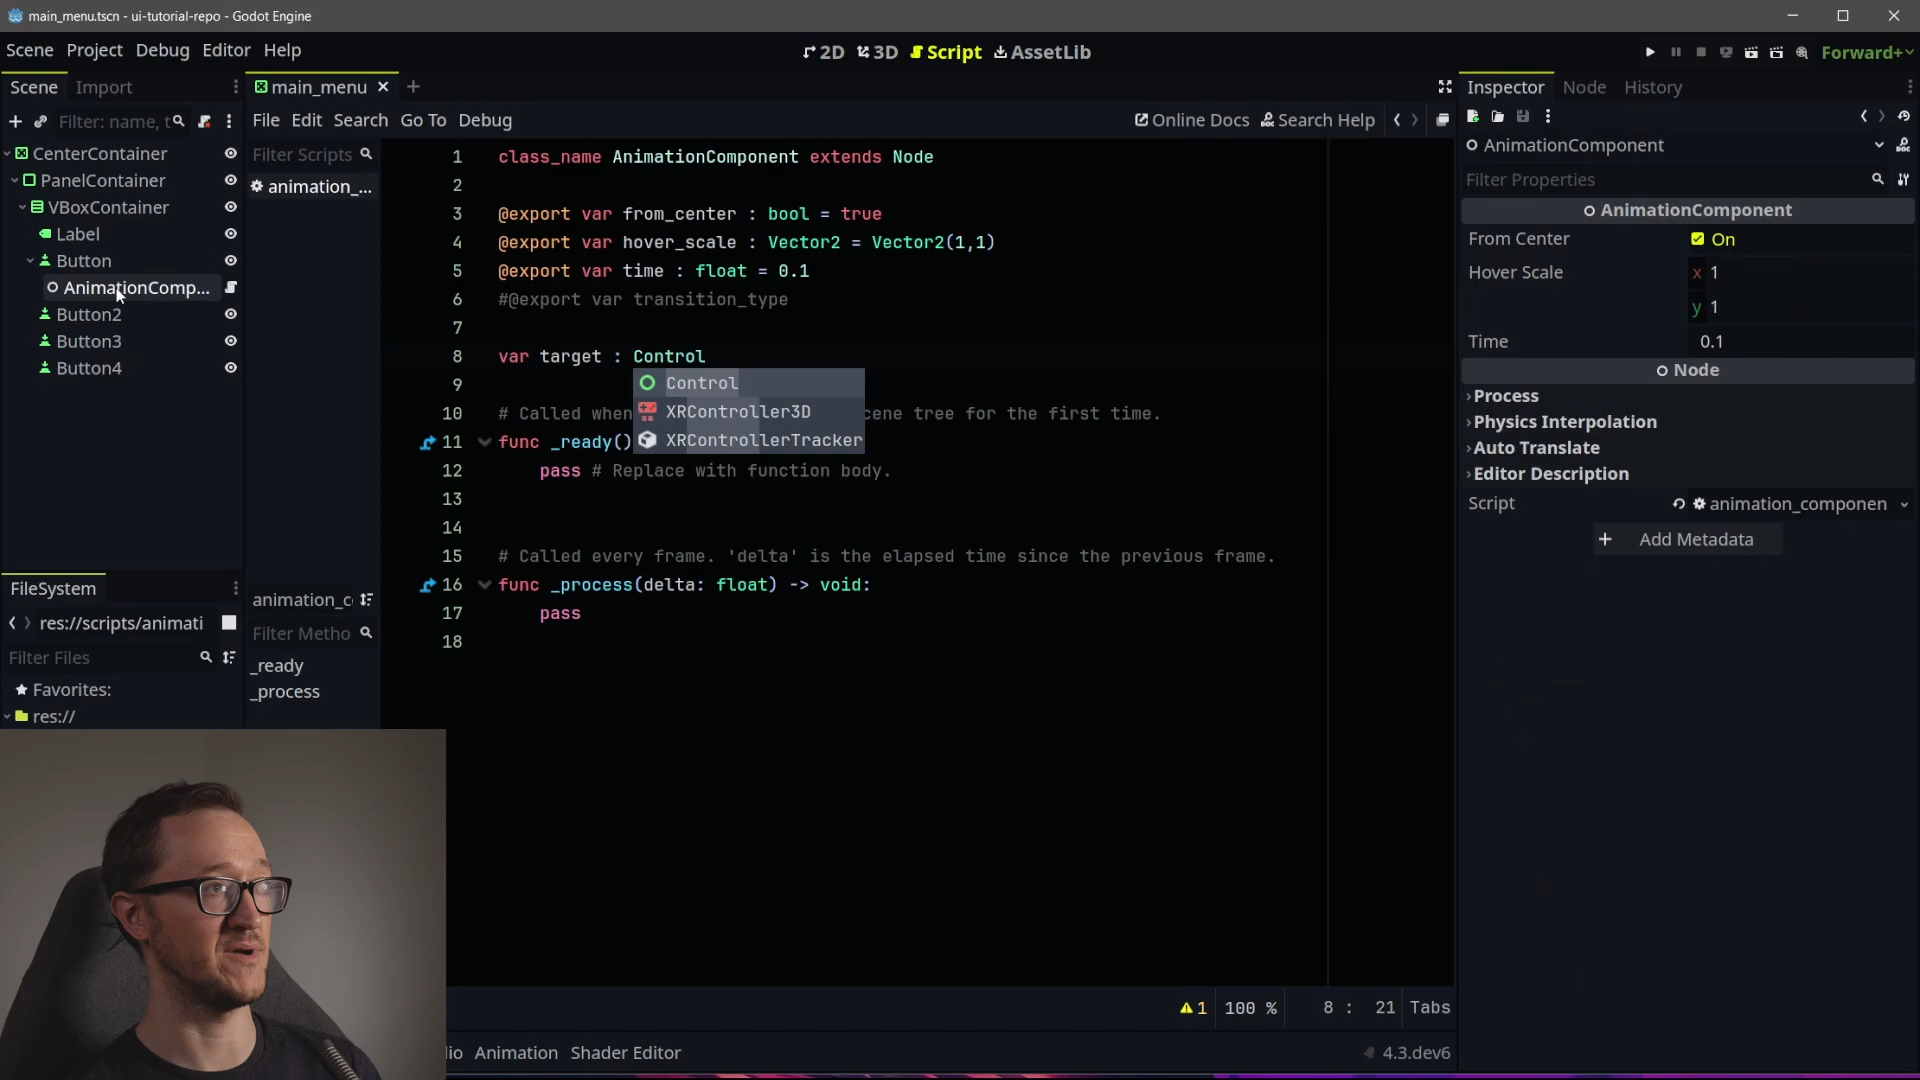 main_menu.tscn - ui-tutorial-repo - Godot Engine
Scene Project Debug Editor Help
2D 3D Script AssetLib
Forward+
Scene Import
main_menu
Inspector Node History
Filter: name, t
File Edit Search Go To Debug
Online Docs Search Help
CenterContainer
PanelContainer
VBoxContainer
Label
Button
AnimationComp...
Button2
Button3
Button4
Filter Scripts
animation_...
1 class_name AnimationComponent extends Node
2
3 @export var from_center : bool = true
4 @export var hover_scale : Vector2 = Vector2(1,1)
5 @export var time : float = 0.1
6 #@export var transition_type
7
8 var target : Control
9
10 # Called when cene tree for the first time.
11 func _ready()
12 pass # Replace with function body.
13
14
15 # Called every frame. 'delta' is the elapsed time since the previous frame.
16 func _process(delta: float) -> void:
17 pass
18
Control
XRController3D
XRControllerTracker
AnimationComponent
Filter Properties
AnimationComponent
From Center On
Hover Scale x 1
y 1
Time 0.1
Node
Process
Physics Interpolation
Auto Translate
Editor Description
Script animation_componen
Add Metadata
FileSystem
res://scripts/animati
Filter Files
Favorites:
res://
animation_c
Filter Metho
_ready
_process
1 100 % 8 : 21 Tabs
io Animation Shader Editor
4.3.dev6